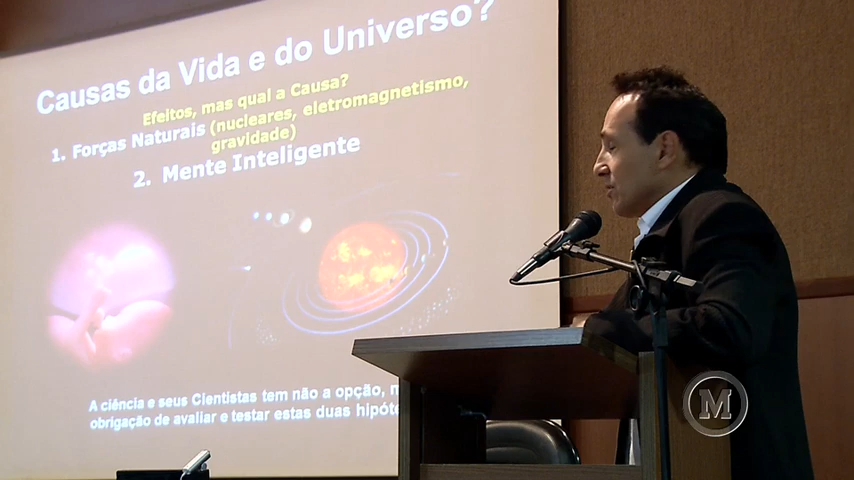 Causas da Vida e do Universo?
Efeitos, mas qual a Causa?
1. Forças Naturais (nucleares, eletromagnetismo,
gravidade)
2. Mente Inteligente
A ciência e seus Cientistas tem não a opção,
obrigação de avaliar e testar estas duas
M